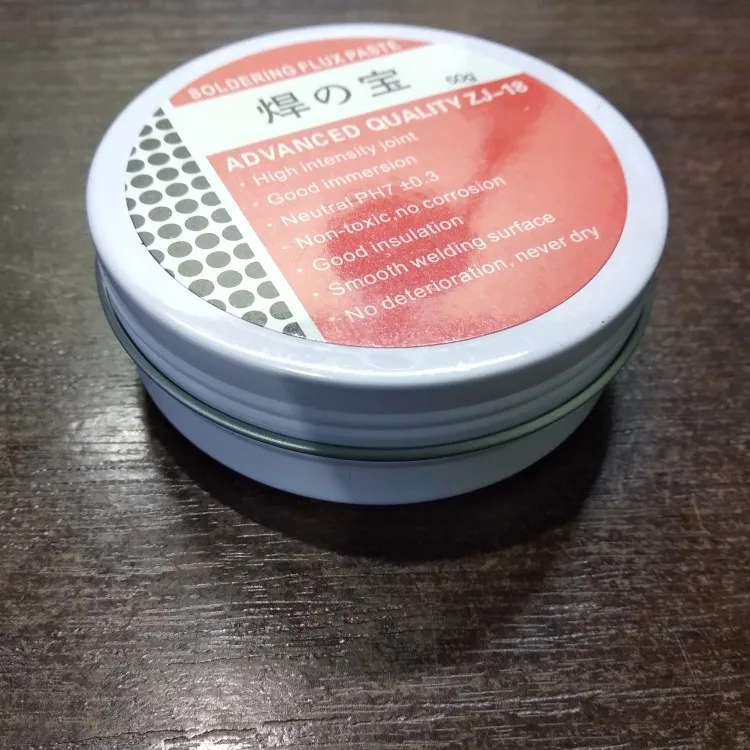 SOLDERING FLUX PASTE
焊の宝
50g
ADVANCED QUALITY ZJ-18
· High intensity joint
· Good immersion
· Neutral PH7 ±0.3
· Non-toxic,no corrosion
· Good insulation
· Smooth welding surface
· No deterioration, never dry